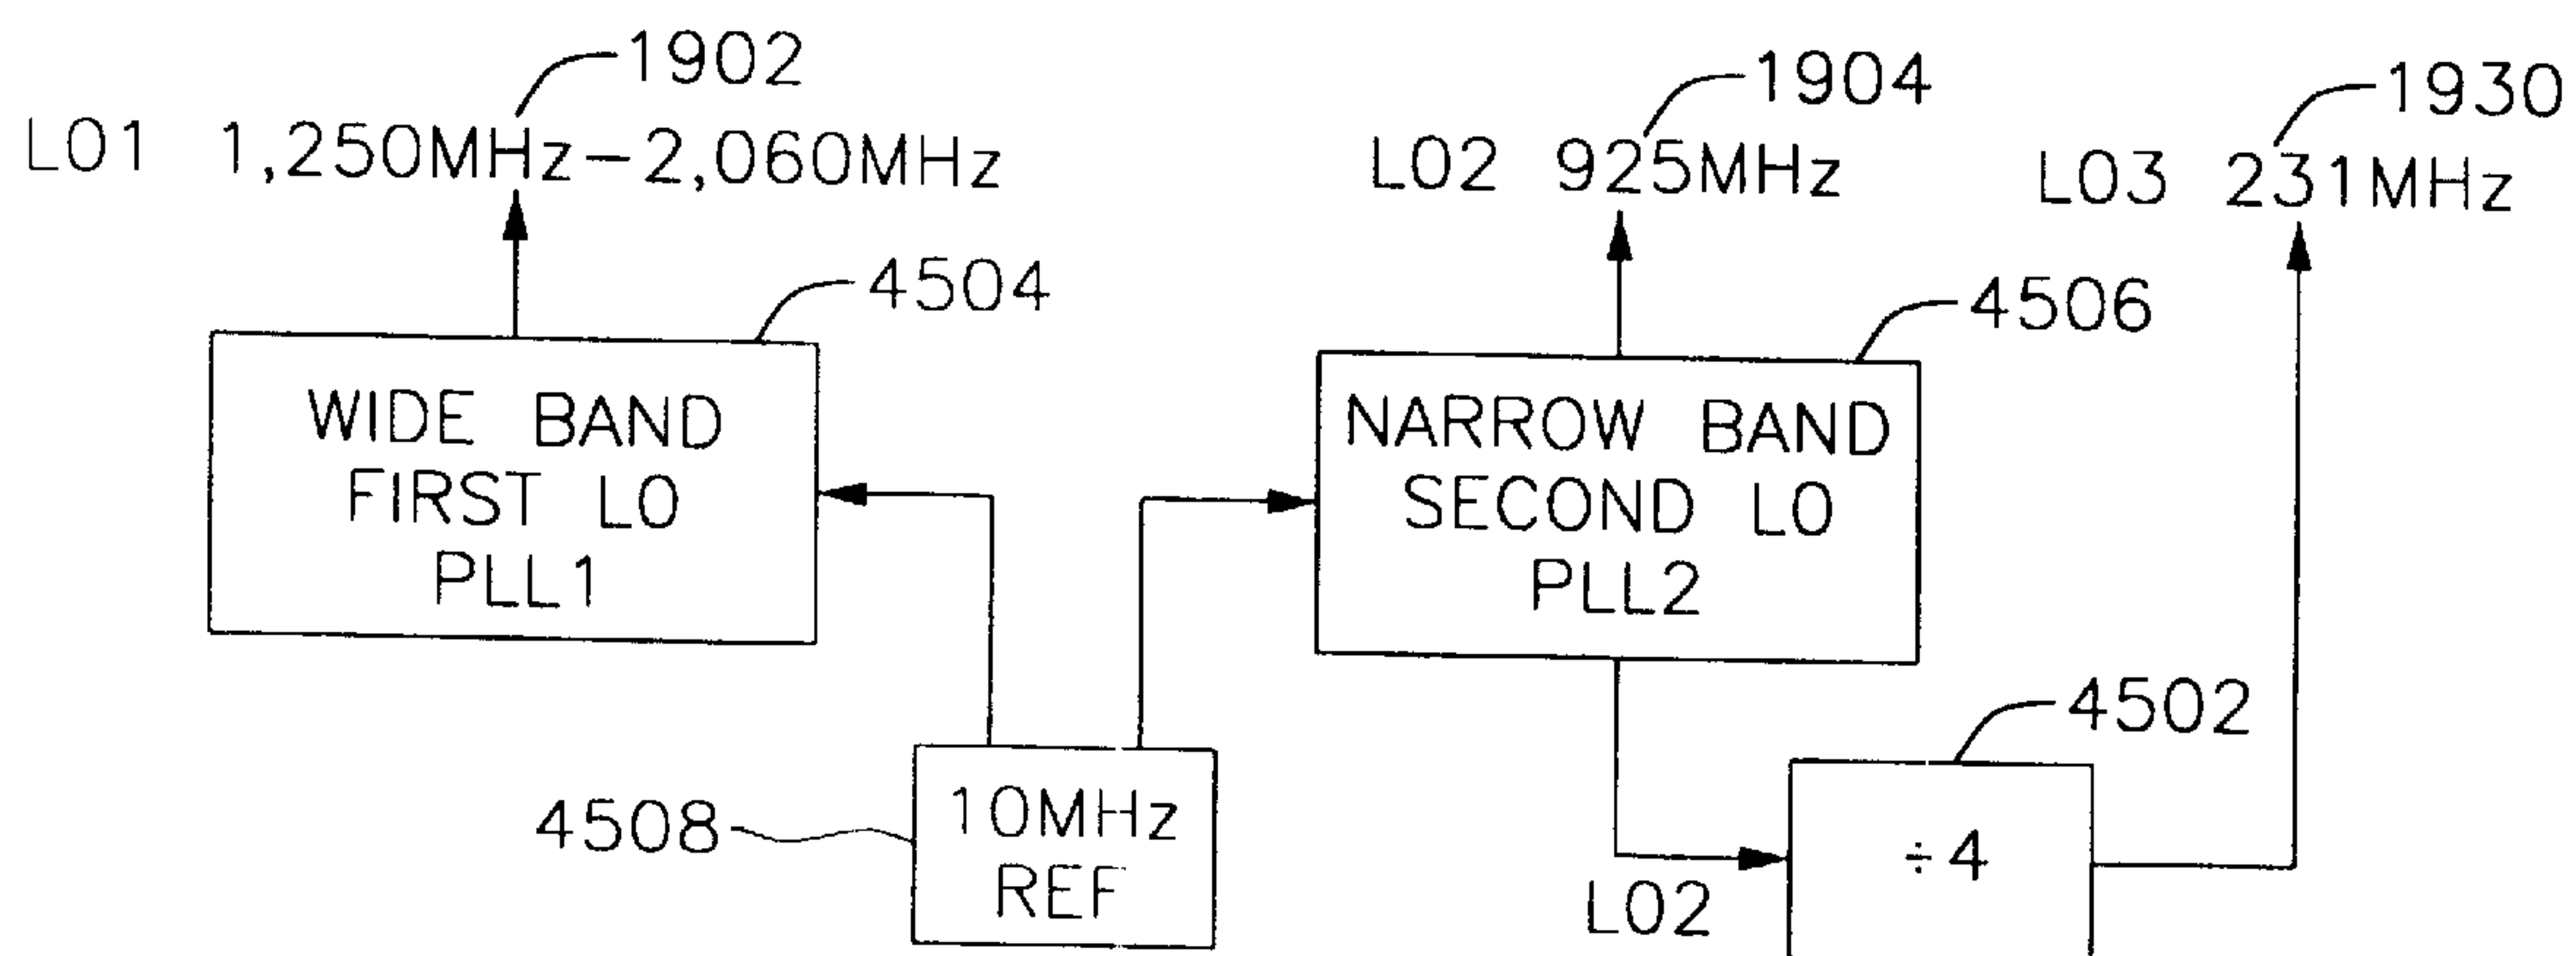 1902
LO1 1,250MHz-2,060MHz
1904
LO2 925MHz
1930
LO3 231MHz
4504
WIDE BAND
FIRST LO
PLL1
4506
NARROW BAND
SECOND LO
PLL2
4508
10MHz
REF
4502
÷4
LO2